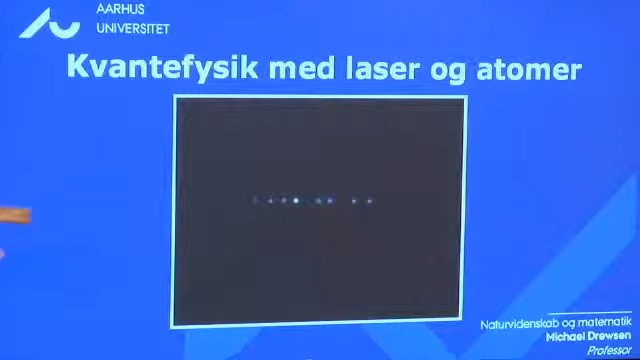 AARHUS
UNIVERSITET
Kvantefysik med laser og atomer
Naturvidenskab og matematik
Michael Drewsen
Professor